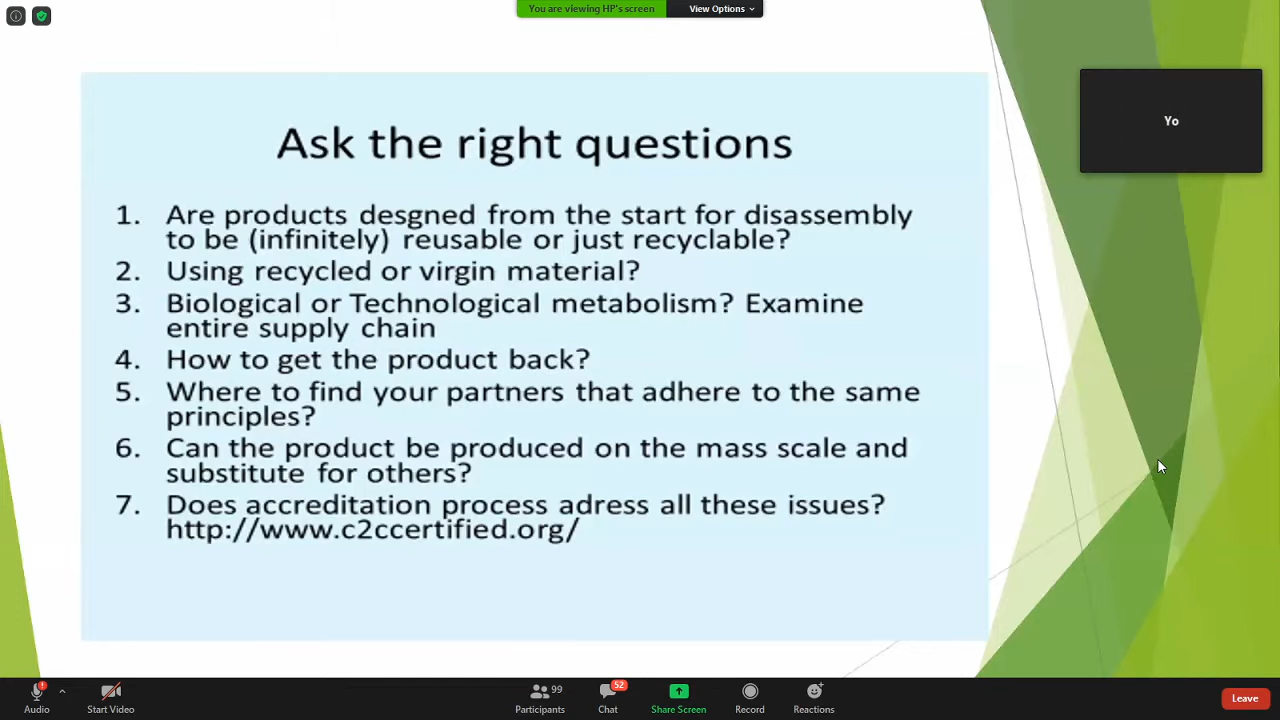 You are viewing HP's screen
View Options
Yo
Ask the right questions
1. Are products desgned from the start for disassembly
to be (infinitely) reusable or just recyclable?
2. Using recycled or virgin material?
3. Biological or Technological metabolism? Examine
entire supply chain
4. How to get the product back?
5. Where to find your partners that adhere to the same
principles?
6. Can the product be produced on the mass scale and
substitute for others?
7. Does accreditation process adress all these issues?
http://www.c2ccertified.org/
Audio
Start Video
99
Participants
52
Chat
Share Screen
Record
Reactions
Leave